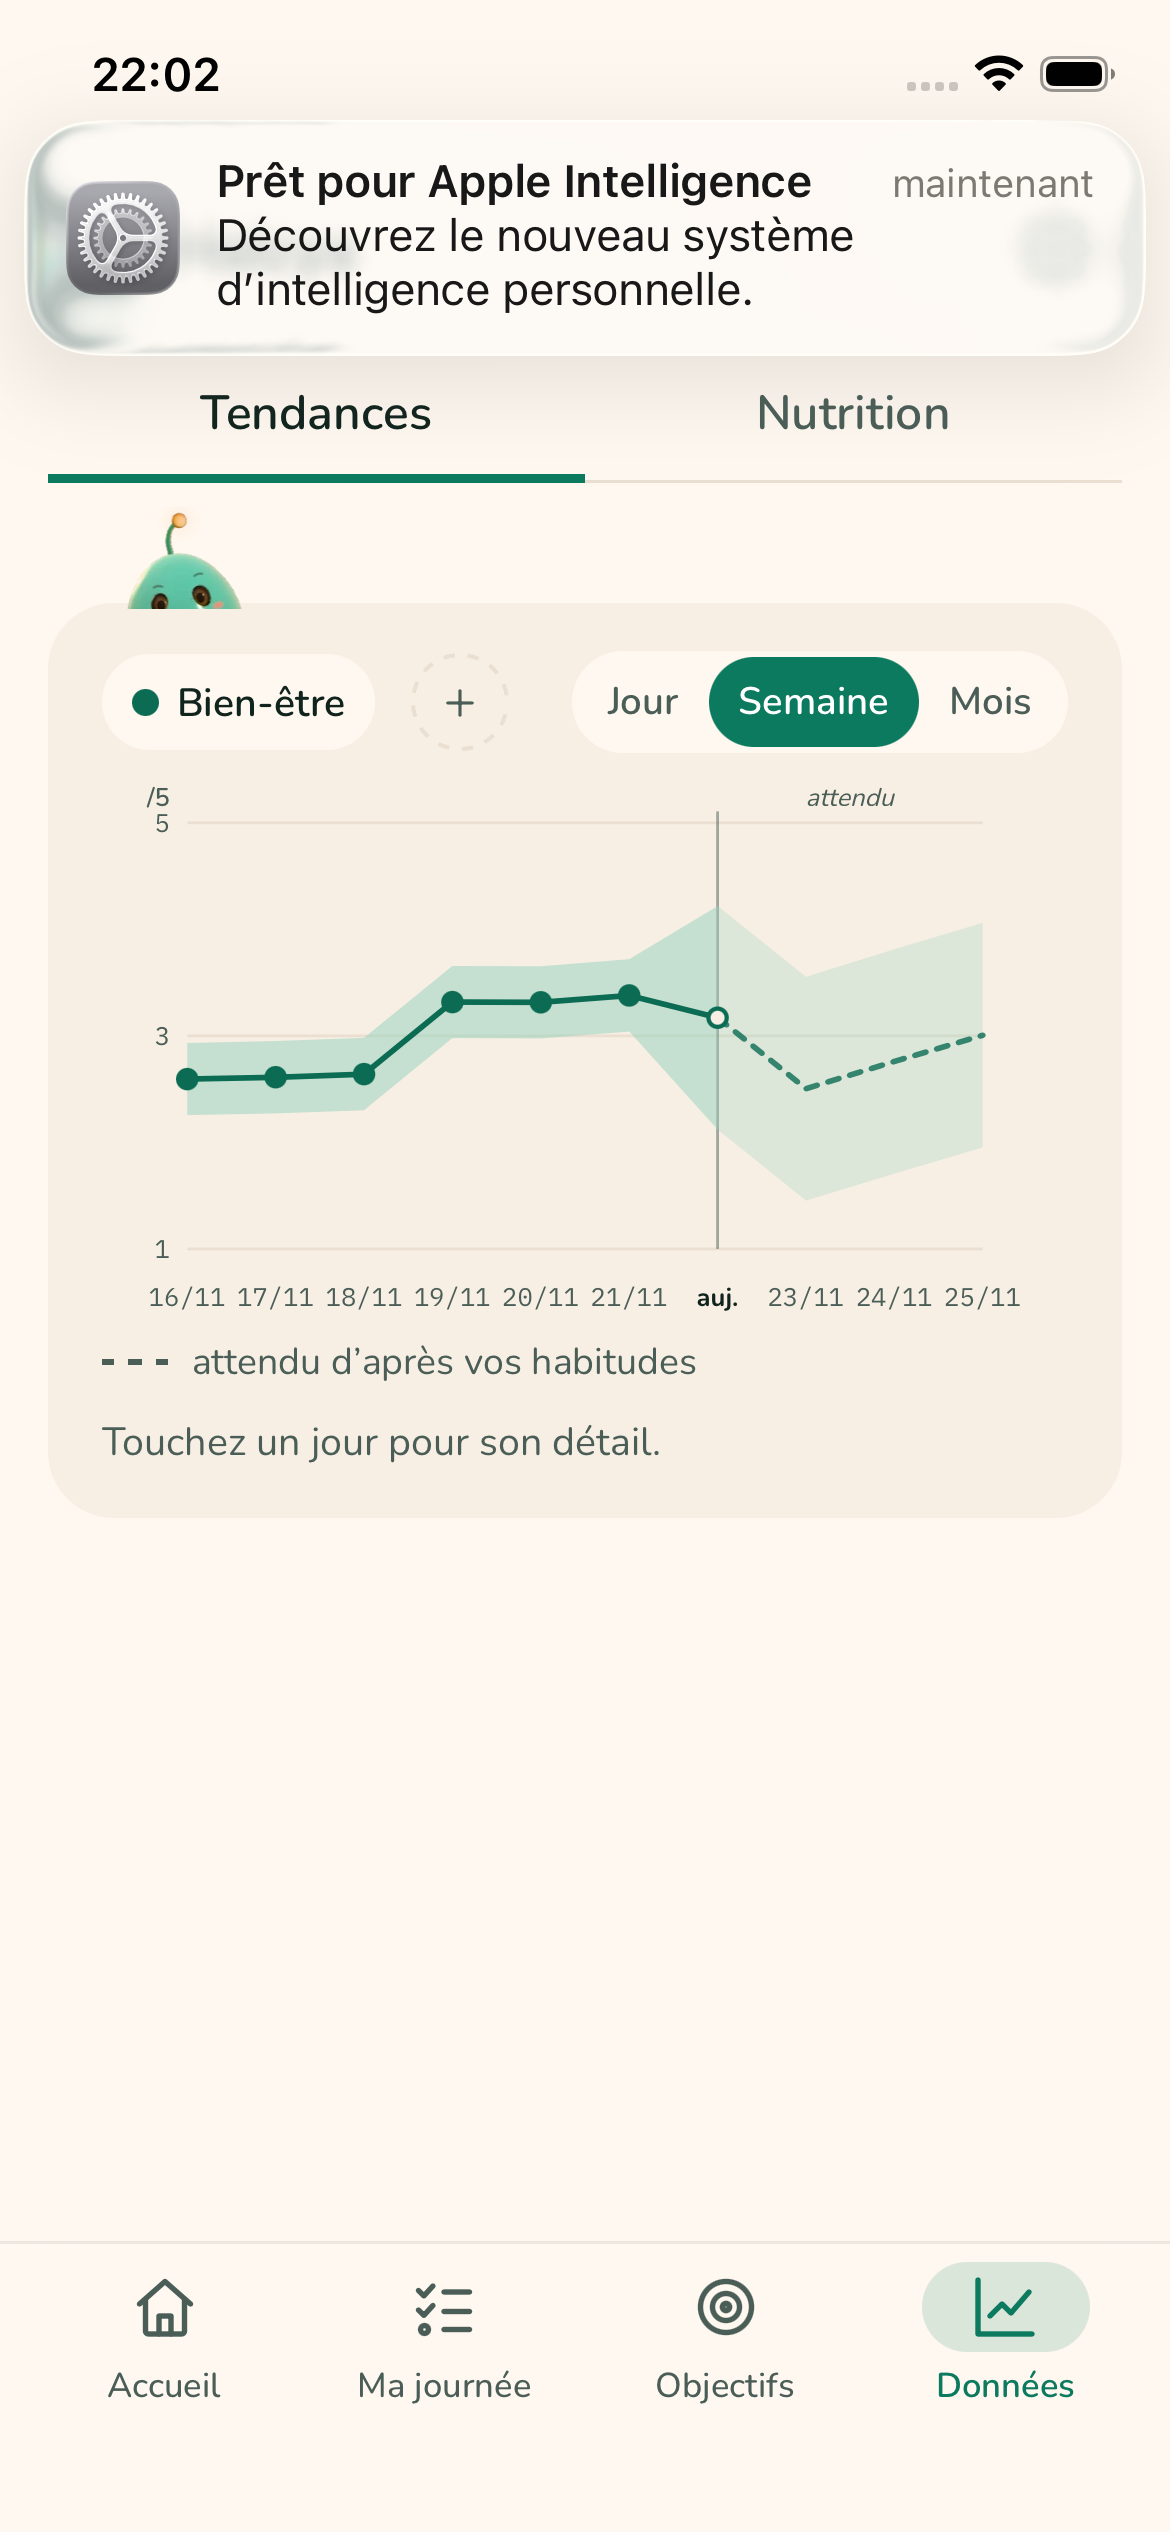 22:02
Prêt pour Apple Intelligence
maintenant
Découvrez le nouveau système
d’intelligence personnelle.
Tendances
Nutrition
Bien-être
+
Jour
Semaine
Mois
/5
attendu
5
3
1
16/11 17/11 18/11 19/11 20/11 21/11 auj. 23/11 24/11 25/11
attendu d’après vos habitudes
Touchez un jour pour son détail.
Accueil
Ma journée
Objectifs
Données